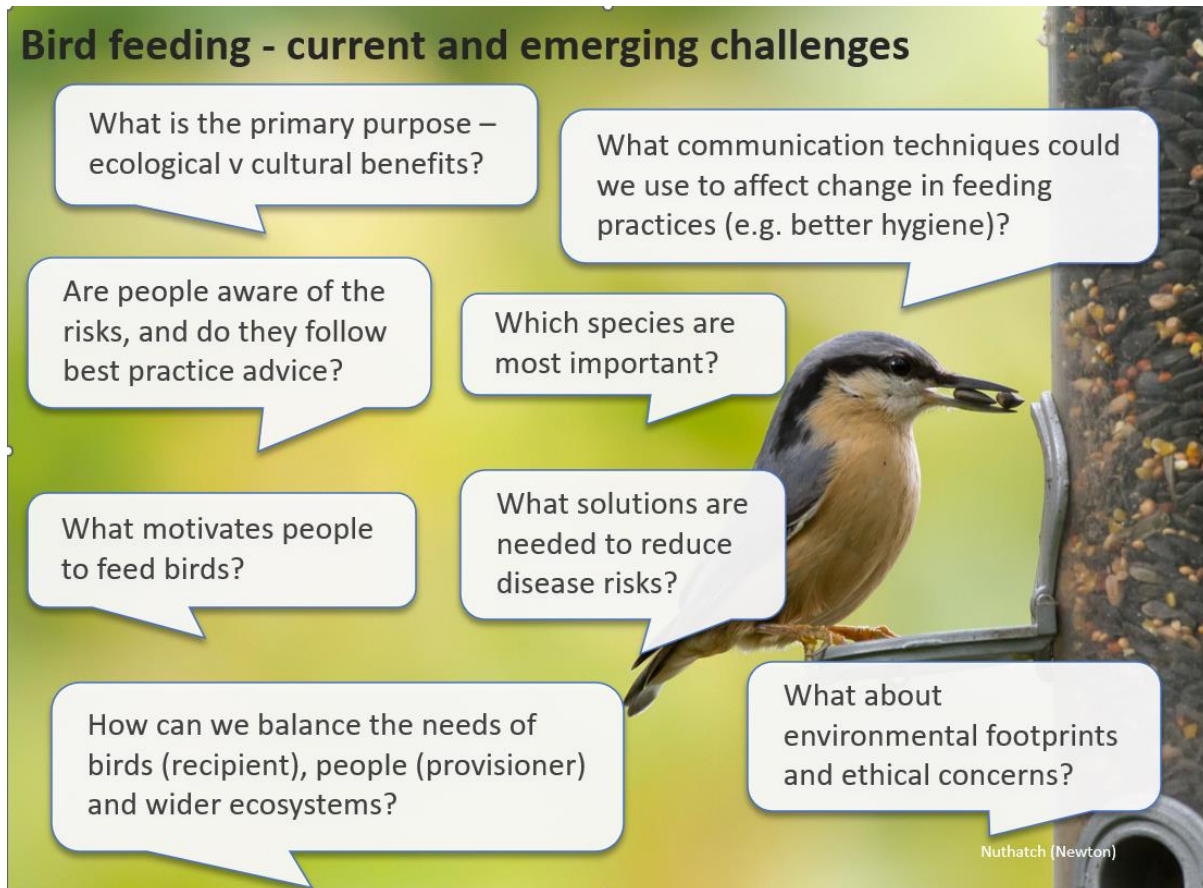 Bird feeding - current and emerging challenges
What is the primary purpose –
ecological v cultural benefits?
What communication techniques could
we use to affect change in feeding
practices (e.g. better hygiene)?
Are people aware of the
risks, and do they follow
best practice advice?
Which species are
most important?
What motivates people
to feed birds?
What solutions are
needed to reduce
disease risks?
How can we balance the needs of
birds (recipient), people (provisioner)
and wider ecosystems?
What about
environmental footprints
and ethical concerns?
Nuthatch (Newton)